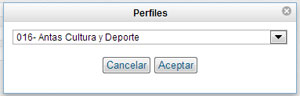 Perfiles
016- Antas Cultura y Deporte
Cancelar Aceptar